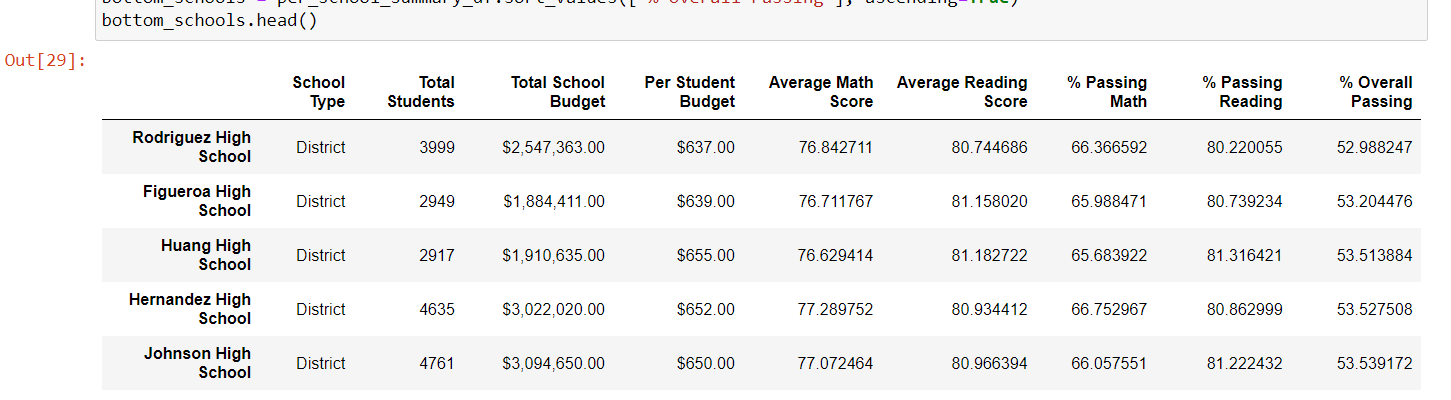 bottom_schools = per_school_summary_df.sort_values(["% Overall Passing"], ascending=True)
bottom_schools.head()
Out[29]:
School Type Total Students Total School Budget Per Student Budget Average Math Score Average Reading Score % Passing Math % Passing Reading % Overall Passing
Rodriguez High School District 3999 $2,547,363.00 $637.00 76.842711 80.744686 66.366592 80.220055 52.988247
Figueroa High School District 2949 $1,884,411.00 $639.00 76.711767 81.158020 65.988471 80.739234 53.204476
Huang High School District 2917 $1,910,635.00 $655.00 76.629414 81.182722 65.683922 81.316421 53.513884
Hernandez High School District 4635 $3,022,020.00 $652.00 77.289752 80.934412 66.752967 80.862999 53.527508
Johnson High School District 4761 $3,094,650.00 $650.00 77.072464 80.966394 66.057551 81.222432 53.539172